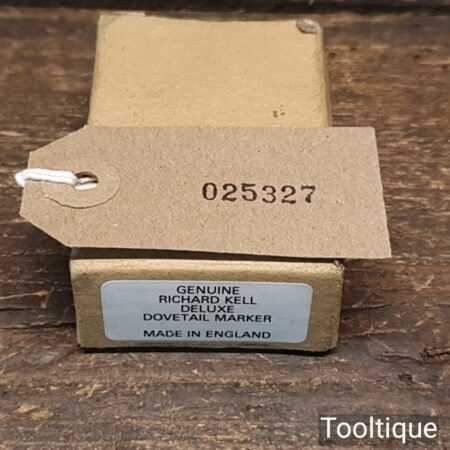 025327
GENUINE
RICHARD KELL
DELUXE
DOVETAIL MARKER
MADE IN ENGLAND
Tooltique